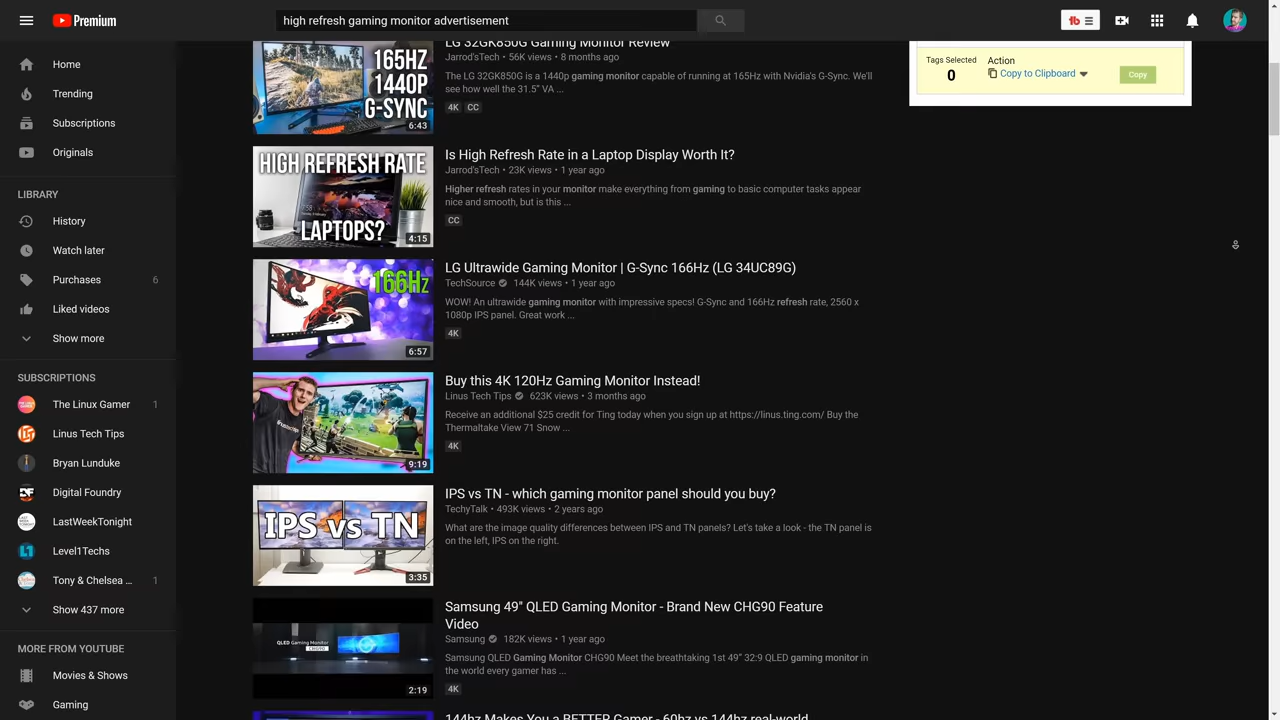 Premium
high refresh gaming monitor advertisement
tb
Home
Trending
Subscriptions
Originals
LIBRARY
History
Watch later
Purchases 6
Liked videos
Show more
SUBSCRIPTIONS
The Linux Gamer 1
Linus Tech Tips
Bryan Lunduke
Digital Foundry
LastWeekTonight
Level1Techs
Tony & Chelsea ... 1
Show 437 more
MORE FROM YOUTUBE
Movies & Shows
Gaming
165HZ
1440P
G-SYNC
6:43
LG 32GK850G Gaming Monitor Review
Jarrod'sTech • 56K views • 8 months ago
The LG 32GK850G is a 1440p gaming monitor capable of running at 165Hz with Nvidia's G-Sync. We'll
see how well the 31.5" VA ...
4K CC
HIGH REFRESH RATE
LAPTOPS?
4:15
Is High Refresh Rate in a Laptop Display Worth It?
Jarrod'sTech • 23K views • 1 year ago
Higher refresh rates in your monitor make everything from gaming to basic computer tasks appear
nice and smooth, but is this ...
CC
166Hz
6:57
LG Ultrawide Gaming Monitor | G-Sync 166Hz (LG 34UC89G)
TechSource 144K views • 1 year ago
WOW! An ultrawide gaming monitor with impressive specs! G-Sync and 166Hz refresh rate, 2560 x
1080p IPS panel. Great work ...
4K
9:19
Buy this 4K 120Hz Gaming Monitor Instead!
Linus Tech Tips 623K views • 3 months ago
Receive an additional $25 credit for Ting today when you sign up at https://linus.ting.com/ Buy the
Thermaltake View 71 Snow ...
4K
IPS vs TN
3:35
IPS vs TN - which gaming monitor panel should you buy?
TechyTalk • 493K views • 2 years ago
What are the image quality differences between IPS and TN panels? Let's take a look - the TN panel is
on the left, IPS on the right.
QLED Gaming Monitor
CHG90
2:19
Samsung 49" QLED Gaming Monitor - Brand New CHG90 Feature
Video
Samsung 182K views • 1 year ago
Samsung QLED Gaming Monitor CHG90 Meet the breathtaking 1st 49" 32:9 QLED gaming monitor in
the world every gamer has ...
4K
144hz Makes You a BETTER Gamer - 60hz vs 144hz real-world
Tags Selected
0
Action
Copy to Clipboard
Copy